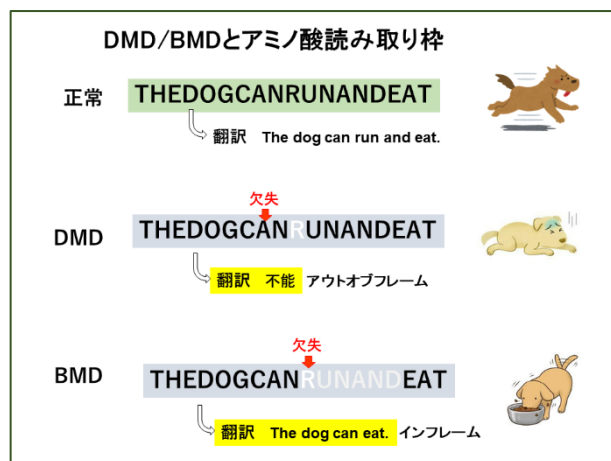 DMD/BMDとアミノ酸読み取り枠
正常
THEDOGCANRUNANDEAT
翻訳 The dog can run and eat.
欠失
DMD
THEDOGCANRUNANDEAT
翻訳 不能 アウトオブフレーム
欠失
BMD
THEDOGCANRUNANDEAT
翻訳 The dog can eat. インフレーム